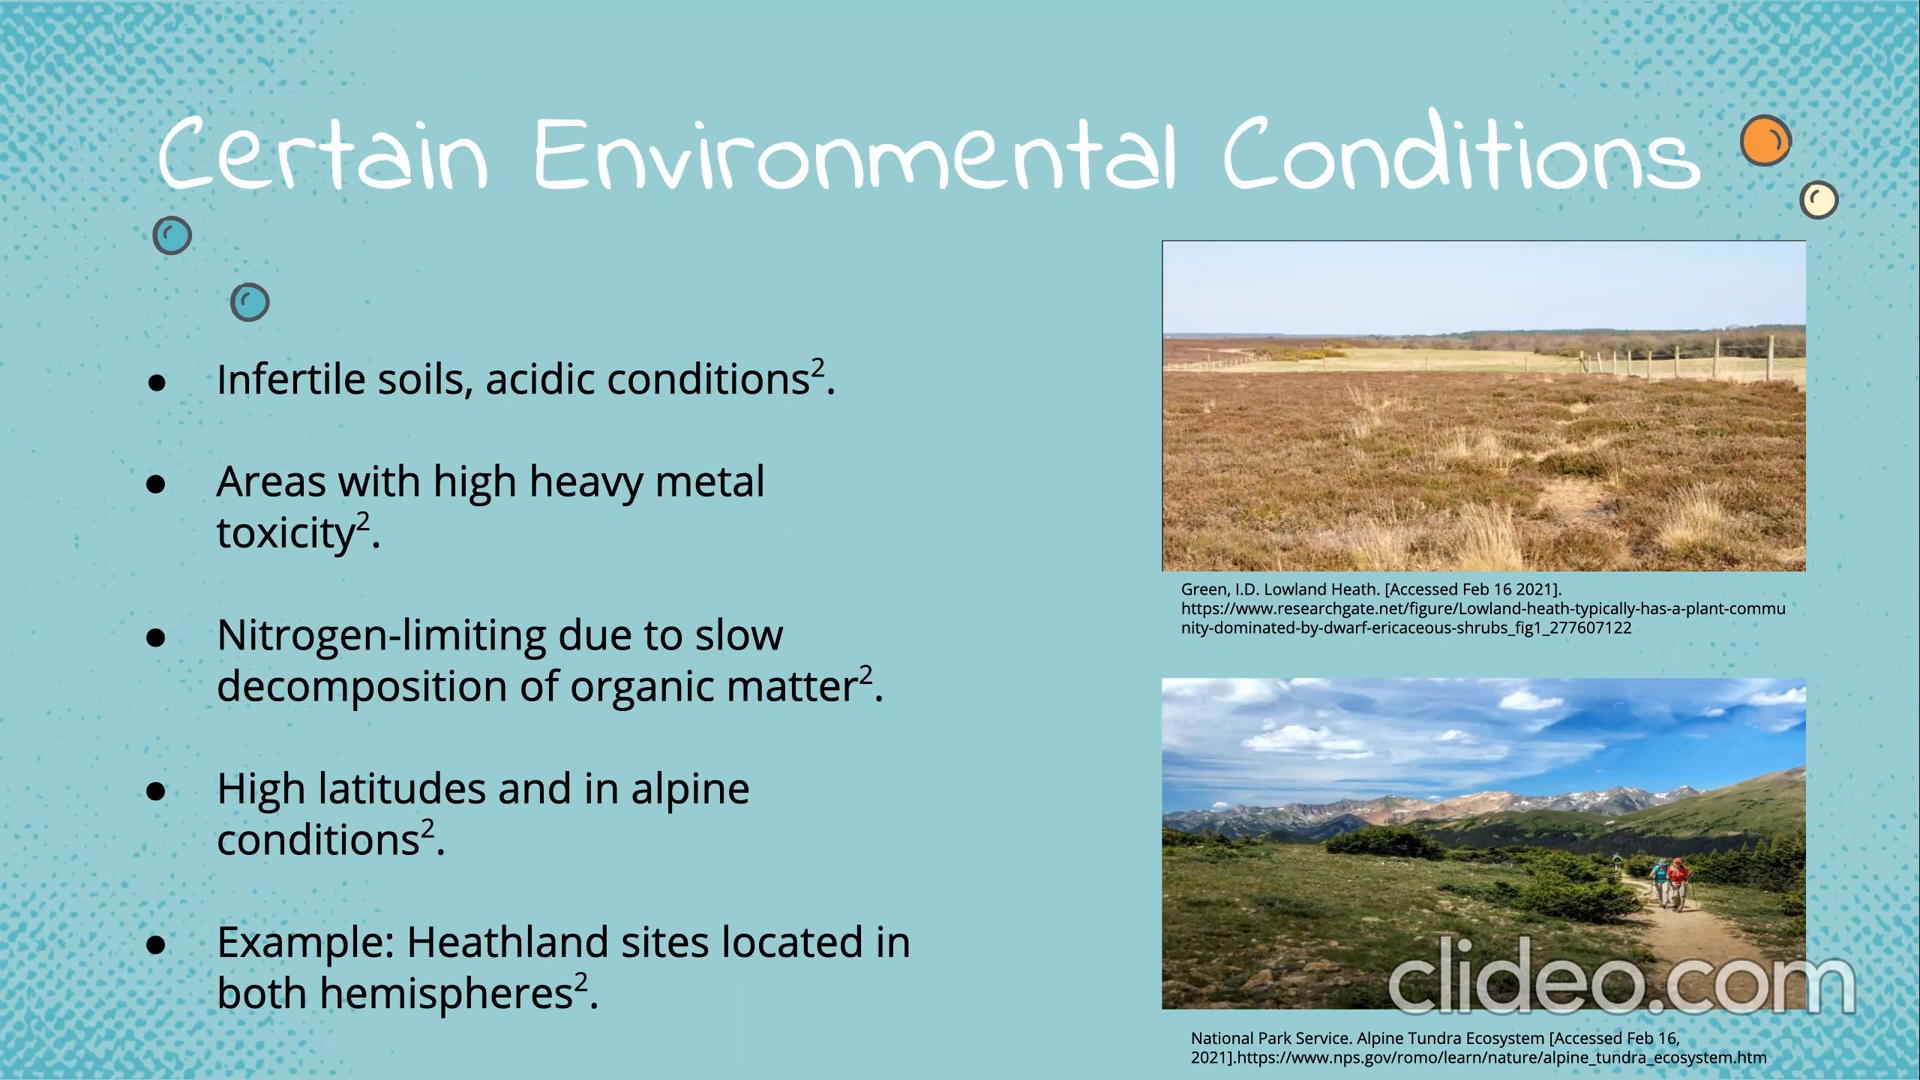 Certain Environmental Conditions
● Infertile soils, acidic conditions².
● Areas with high heavy metal
toxicity².
● Nitrogen-limiting due to slow
decomposition of organic matter².
● High latitudes and in alpine
conditions².
● Example: Heathland sites located in
both hemispheres².
Green, I.D. Lowland Heath. [Accessed Feb 16 2021].
https://www.researchgate.net/figure/Lowland-heath-typically-has-a-plant-commu
nity-dominated-by-dwarf-ericaceous-shrubs_fig1_277607122
clideo.com
National Park Service. Alpine Tundra Ecosystem [Accessed Feb 16,
2021].https://www.nps.gov/romo/learn/nature/alpine_tundra_ecosystem.htm